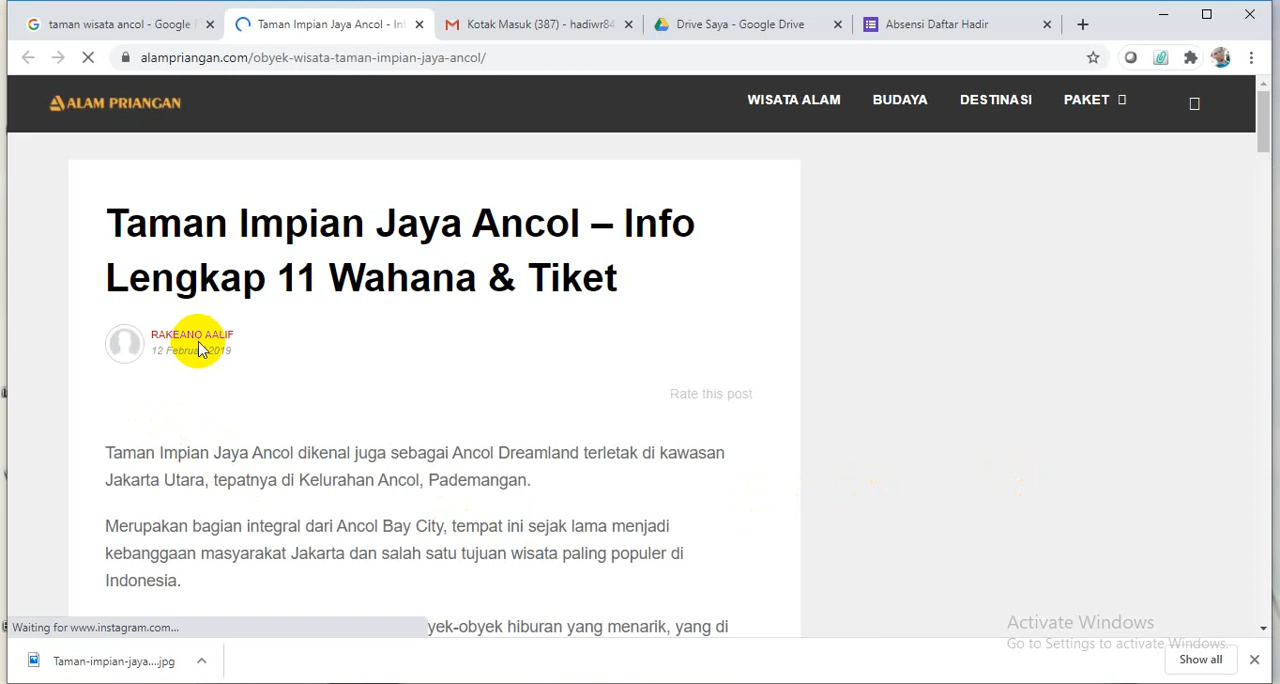 taman wisata ancol - Google
Taman Impian Jaya Ancol - In
Kotak Masuk (387) - hadiwr84
Drive Saya - Google Drive
Absensi Daftar Hadir
alampriangan.com/obyek-wisata-taman-impian-jaya-ancol/
ALAM PRIANGAN
WISATA ALAM
BUDAYA
DESTINASI
PAKET
Taman Impian Jaya Ancol – Info
Lengkap 11 Wahana & Tiket
RAKEANO AALIF
12 Februari 2019
Rate this post
Taman Impian Jaya Ancol dikenal juga sebagai Ancol Dreamland terletak di kawasan
Jakarta Utara, tepatnya di Kelurahan Ancol, Pademangan.
Merupakan bagian integral dari Ancol Bay City, tempat ini sejak lama menjadi
kebanggaan masyarakat Jakarta dan salah satu tujuan wisata paling populer di
Indonesia.
yek-obyek hiburan yang menarik, yang di
Waiting for www.instagram.com...
Activate Windows
Go to Settings to activate Windows.
Taman-impian-jaya....jpg
Show all